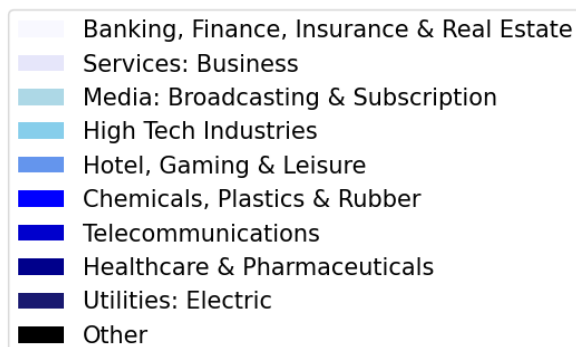 Banking, Finance, Insurance & Real Estate
Services: Business
Media: Broadcasting & Subscription
High Tech Industries
Hotel, Gaming & Leisure
Chemicals, Plastics & Rubber
Telecommunications
Healthcare & Pharmaceuticals
Utilities: Electric
Other